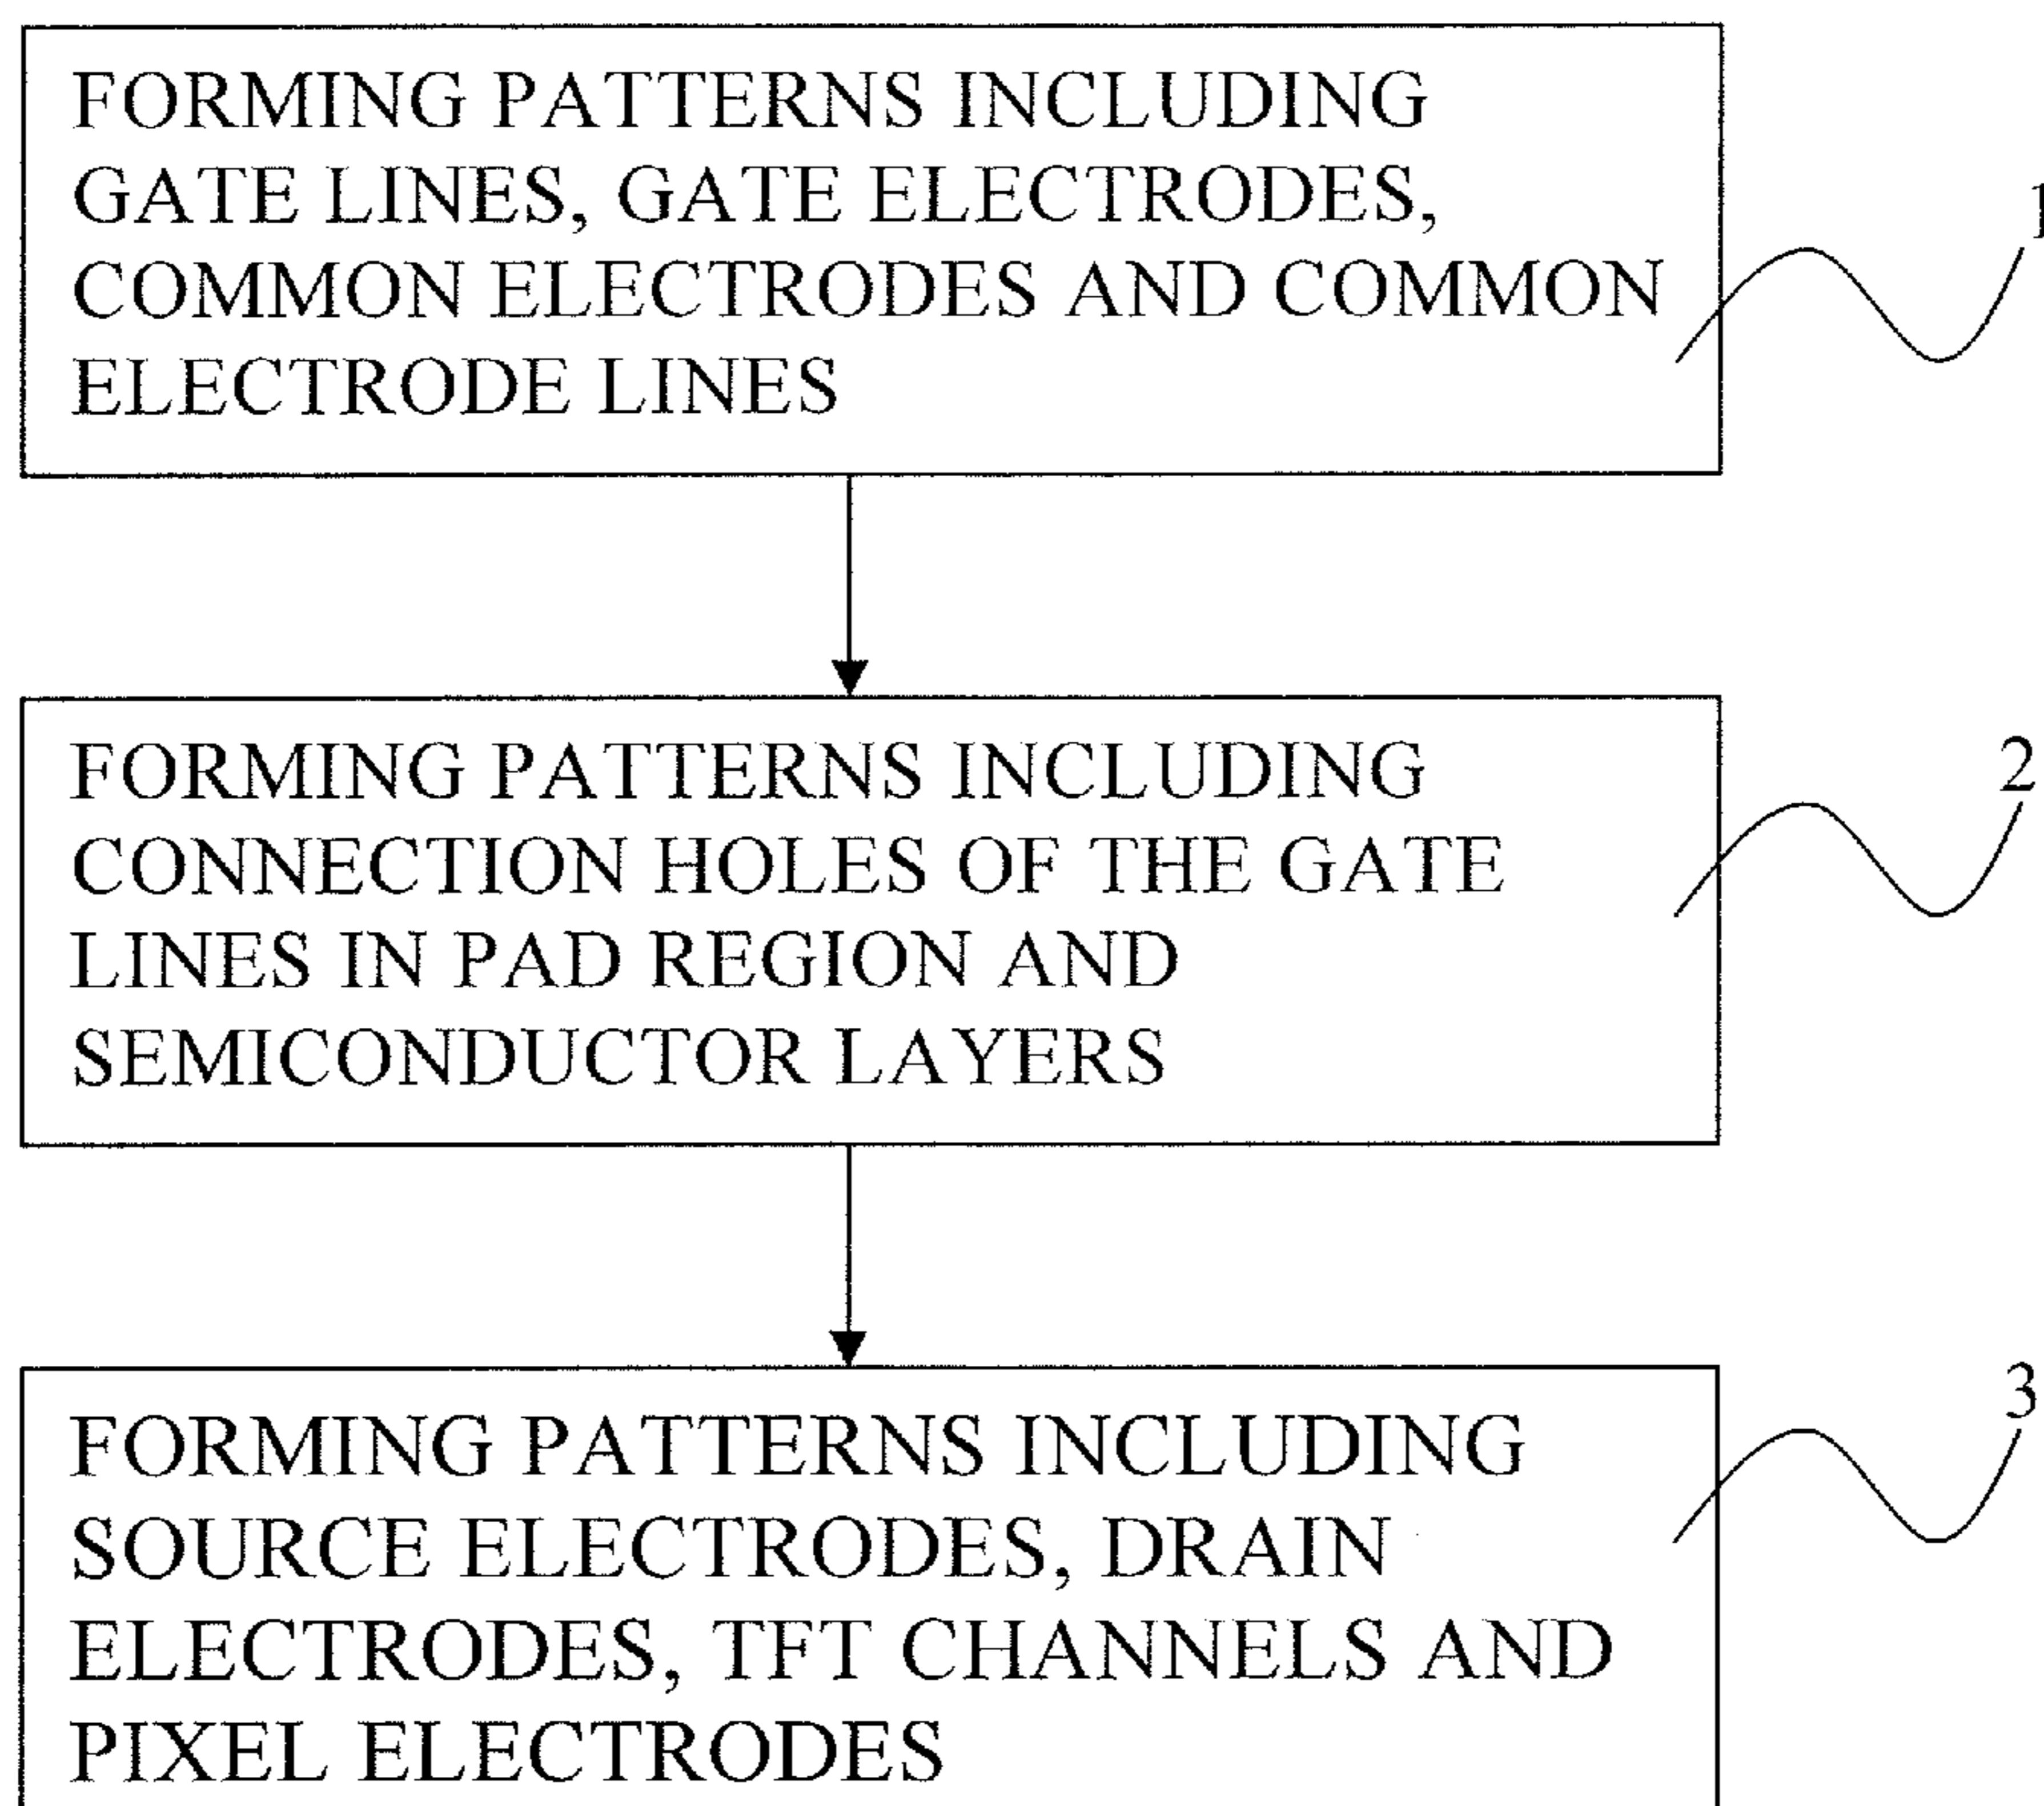 FORMING PATTERNS INCLUDING
GATE LINES, GATE ELECTRODES,
COMMON ELECTRODES AND COMMON
ELECTRODE LINES
1
FORMING PATTERNS INCLUDING
CONNECTION HOLES OF THE GATE
LINES IN PAD REGION AND
SEMICONDUCTOR LAYERS
2
FORMING PATTERNS INCLUDING
SOURCE ELECTRODES, DRAIN
ELECTRODES, TFT CHANNELS AND
PIXEL ELECTRODES
3